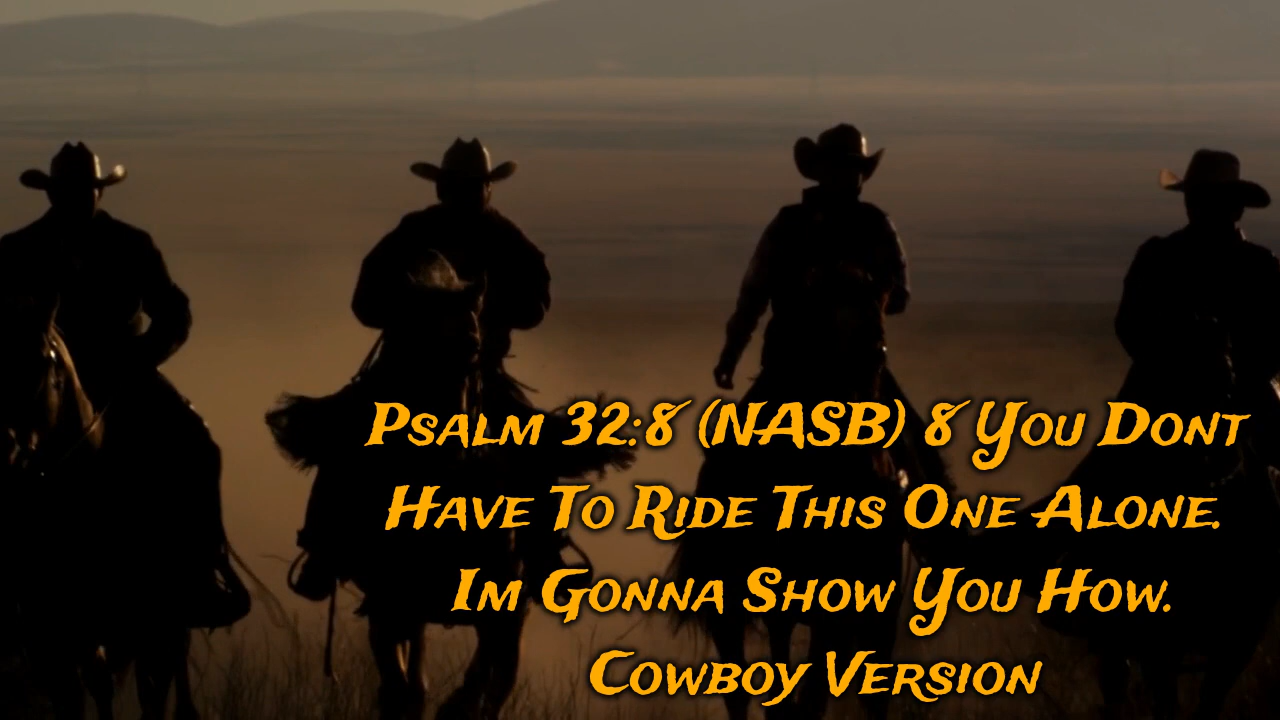 Psalm 32:8 (NASB) 8 You Dont
Have To Ride This One Alone.
Im Gonna Show You How.
Cowboy Version